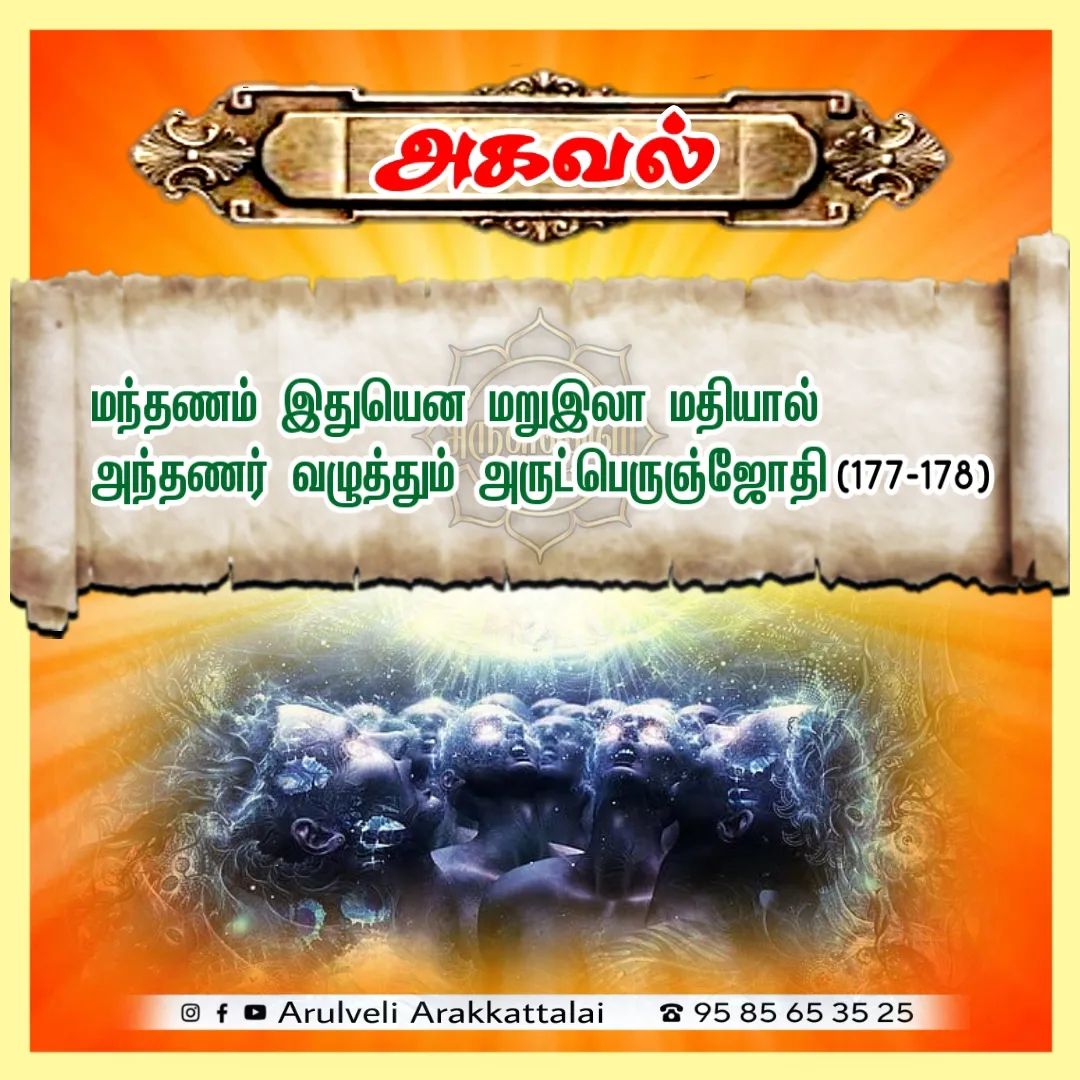 அகவல்
மந்தணம் இதுயென மறுஇலா மதியால்
அந்தணர் வழுத்தும் அருட்பெருஞ்ஜோதி (177-178)
Arulveli Arakkattalai 95 85 65 35 25